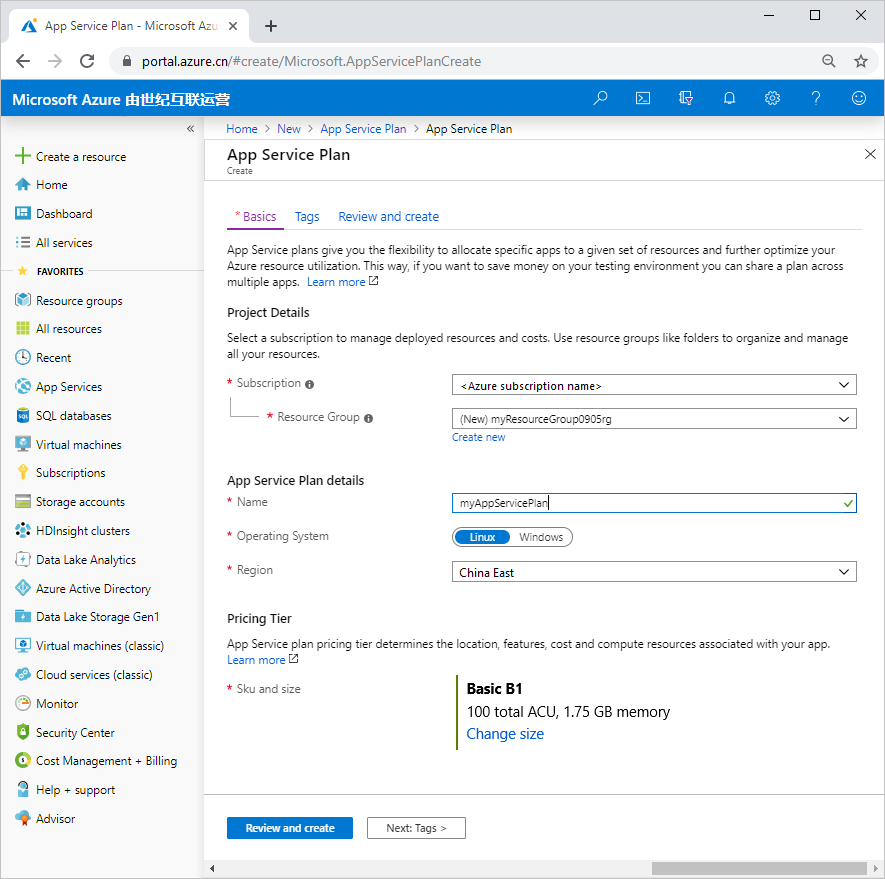 App Service Plan - Microsoft Azu
portal.azure.cn/#create/Microsoft.AppServicePlanCreate
Microsoft Azure 由世纪互联运营
Create a resource
Home
Dashboard
All services
FAVORITES
Resource groups
All resources
Recent
App Services
SQL databases
Virtual machines
Subscriptions
Storage accounts
HDInsight clusters
Data Lake Analytics
Azure Active Directory
Data Lake Storage Gen1
Virtual machines (classic)
Cloud services (classic)
Monitor
Security Center
Cost Management + Billing
Help + support
Advisor
Home > New > App Service Plan > App Service Plan
App Service Plan
Create
* Basics Tags Review and create
App Service plans give you the flexibility to allocate specific apps to a given set of resources and further optimize your
Azure resource utilization. This way, if you want to save money on your testing environment you can share a plan across
multiple apps. Learn more
Project Details
Select a subscription to manage deployed resources and costs. Use resource groups like folders to organize and manage
all your resources.
* Subscription <Azure subscription name>
* Resource Group (New) myResourceGroup0905rg
Create new
App Service Plan details
* Name myAppServicePlan
* Operating System Linux Windows
* Region China East
Pricing Tier
App Service plan pricing tier determines the location, features, cost and compute resources associated with your app.
Learn more
* Sku and size Basic B1
100 total ACU, 1.75 GB memory
Change size
Review and create Next: Tags >